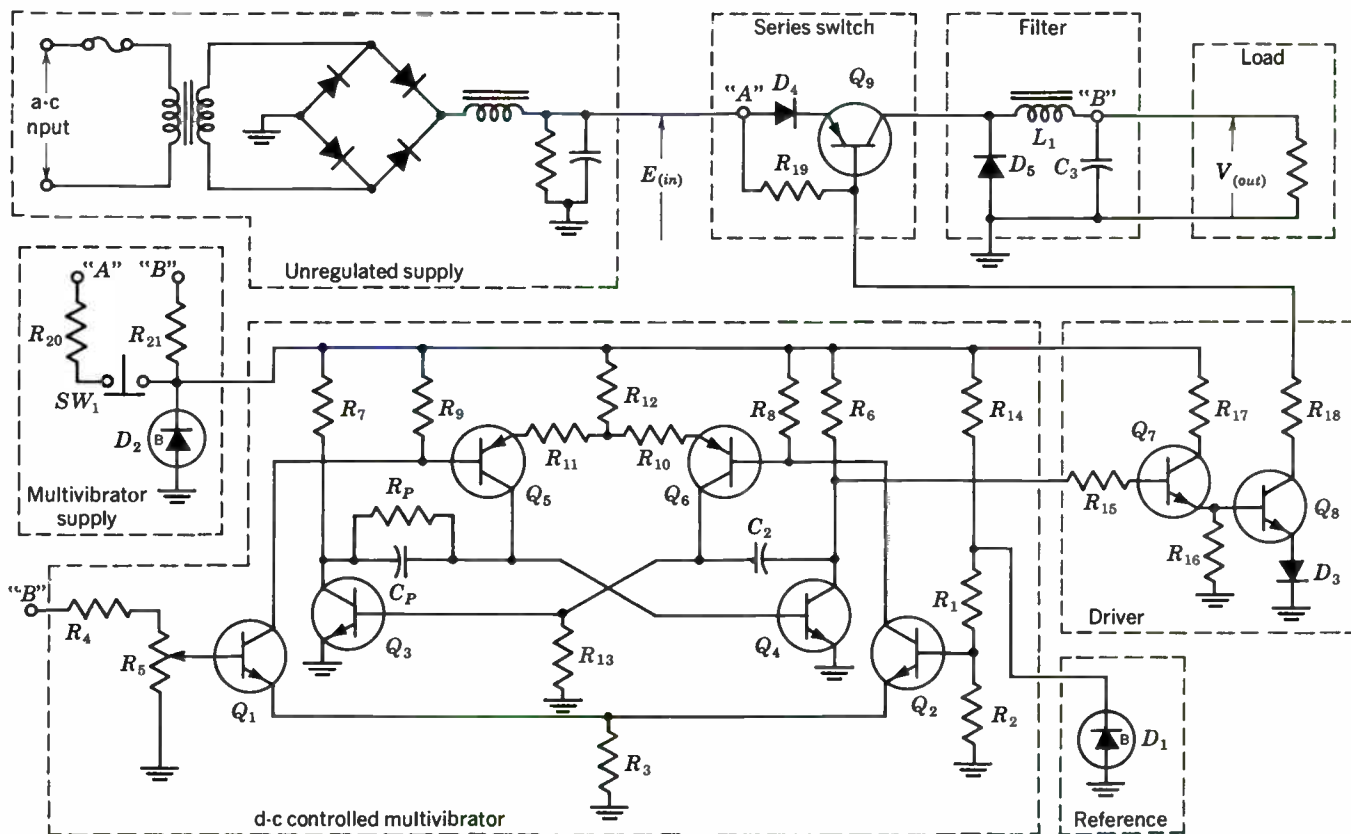 Series switch
Filter
Load
a·c
nput
"A"
D4
Q9
"B"
L1
R19
D5
C3
E(in)
V(out)
Unregulated supply
"A" "B"
R20
R21
SW1
D2
B
Multivibrator
supply
R7
R9
R12
R8
R6
R14
R17
R18
R11
R10
Q7
Q5
Q6
RP
CP
C2
R15
Q8
R16
D3
Driver
"B"
R4
R5
Q1
Q3
R13
Q4
Q2
R1
R2
R3
B
D1
d-c controlled multivibrator
Reference